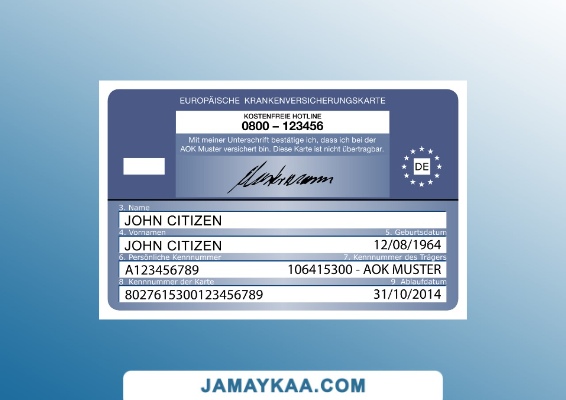 EUROPÄISCHE KRANKENVERSICHERUNGSKARTE
KOSTENFREIE HOTLINE
0800 – 123456
Mit meiner Unterschrift bestätige ich, dass ich bei der
AOK Muster versichert bin. Diese Karte ist nicht übertragbar.
Mustermann
DE
3. Name
JOHN CITIZEN
4. Vornamen 5. Geburtsdatum
JOHN CITIZEN 12/08/1964
6. Persönliche Kennnummer 7. Kennnummer des Trägers
A123456789 106415300 - AOK MUSTER
8 Kennnummer der Karte 9. Ablaufdatum
8027615300123456789 31/10/2014
JAMAYKAA.COM